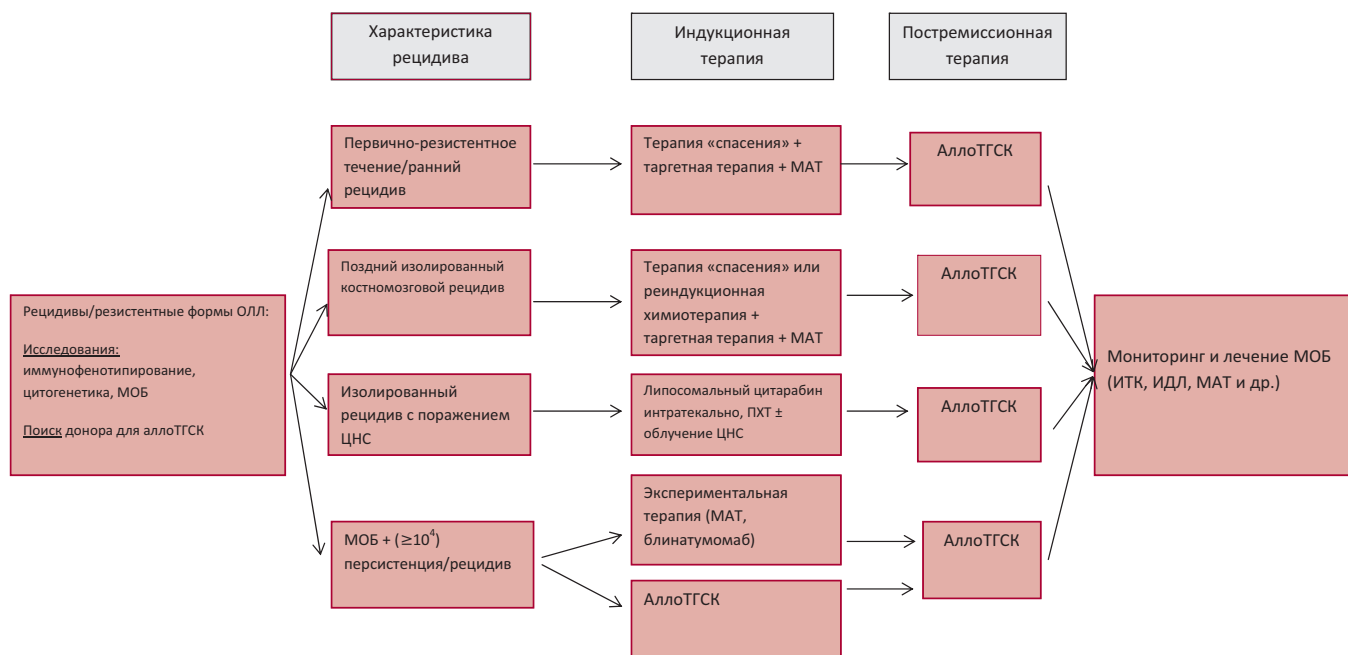 Характеристика
рецидива
Индукционная
терапия
Постремиссионная
терапия
Рецидивы/резистентные формы ОЛЛ:
Исследования:
иммунофенотипирование,
цитогенетика, МОБ
Поиск донора для аллоТГСК
Первично-резистентное
течение/ранний
рецидив
Терапия «спасения» +
таргетная терапия + МАТ
АллоТГСК
Поздний изолированный
костномозговой рецидив
Терапия «спасения» или
реиндукционная
химиотерапия +
таргетная терапия + МАТ
АллоТГСК
Изолированный
рецидив с поражением
ЦНС
Липосомальный цитарабин
интратекально, ПХТ ±
облучение ЦНС
АллоТГСК
МОБ + (≥10⁴)
персистенция/рецидив
Экспериментальная
терапия (МАТ,
блинатумомаб)
АллоТГСК
АллоТГСК
Мониторинг и лечение МОБ
(ИТК, ИДЛ, МАТ и др.)